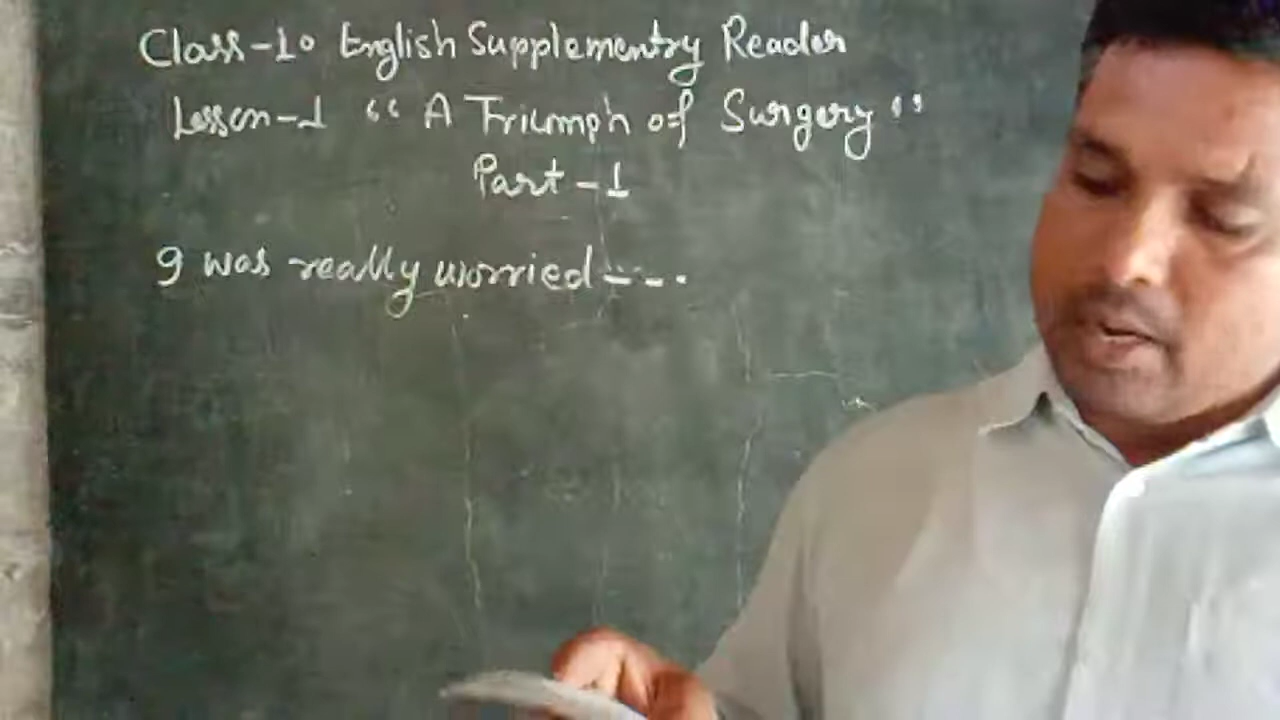 Class-10 English Supplementry Reader
Lesson-1 "A Triumph of Surgery"
Part-1
I was really worried----